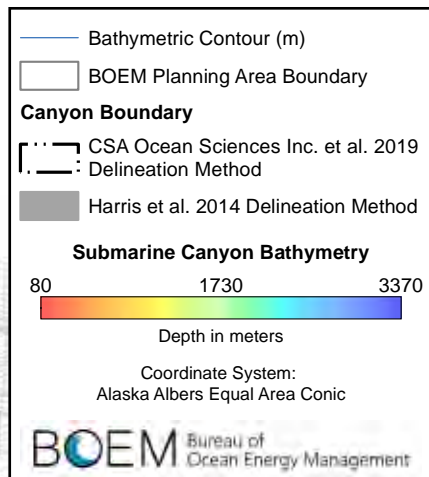 Bathymetric Contour (m)
BOEM Planning Area Boundary
Canyon Boundary
CSA Ocean Sciences Inc. et al. 2019
Delineation Method
Harris et al. 2014 Delineation Method
Submarine Canyon Bathymetry
80 1730 3370
Depth in meters
Coordinate System:
Alaska Albers Equal Area Conic
BOEM Bureau of
Ocean Energy Management